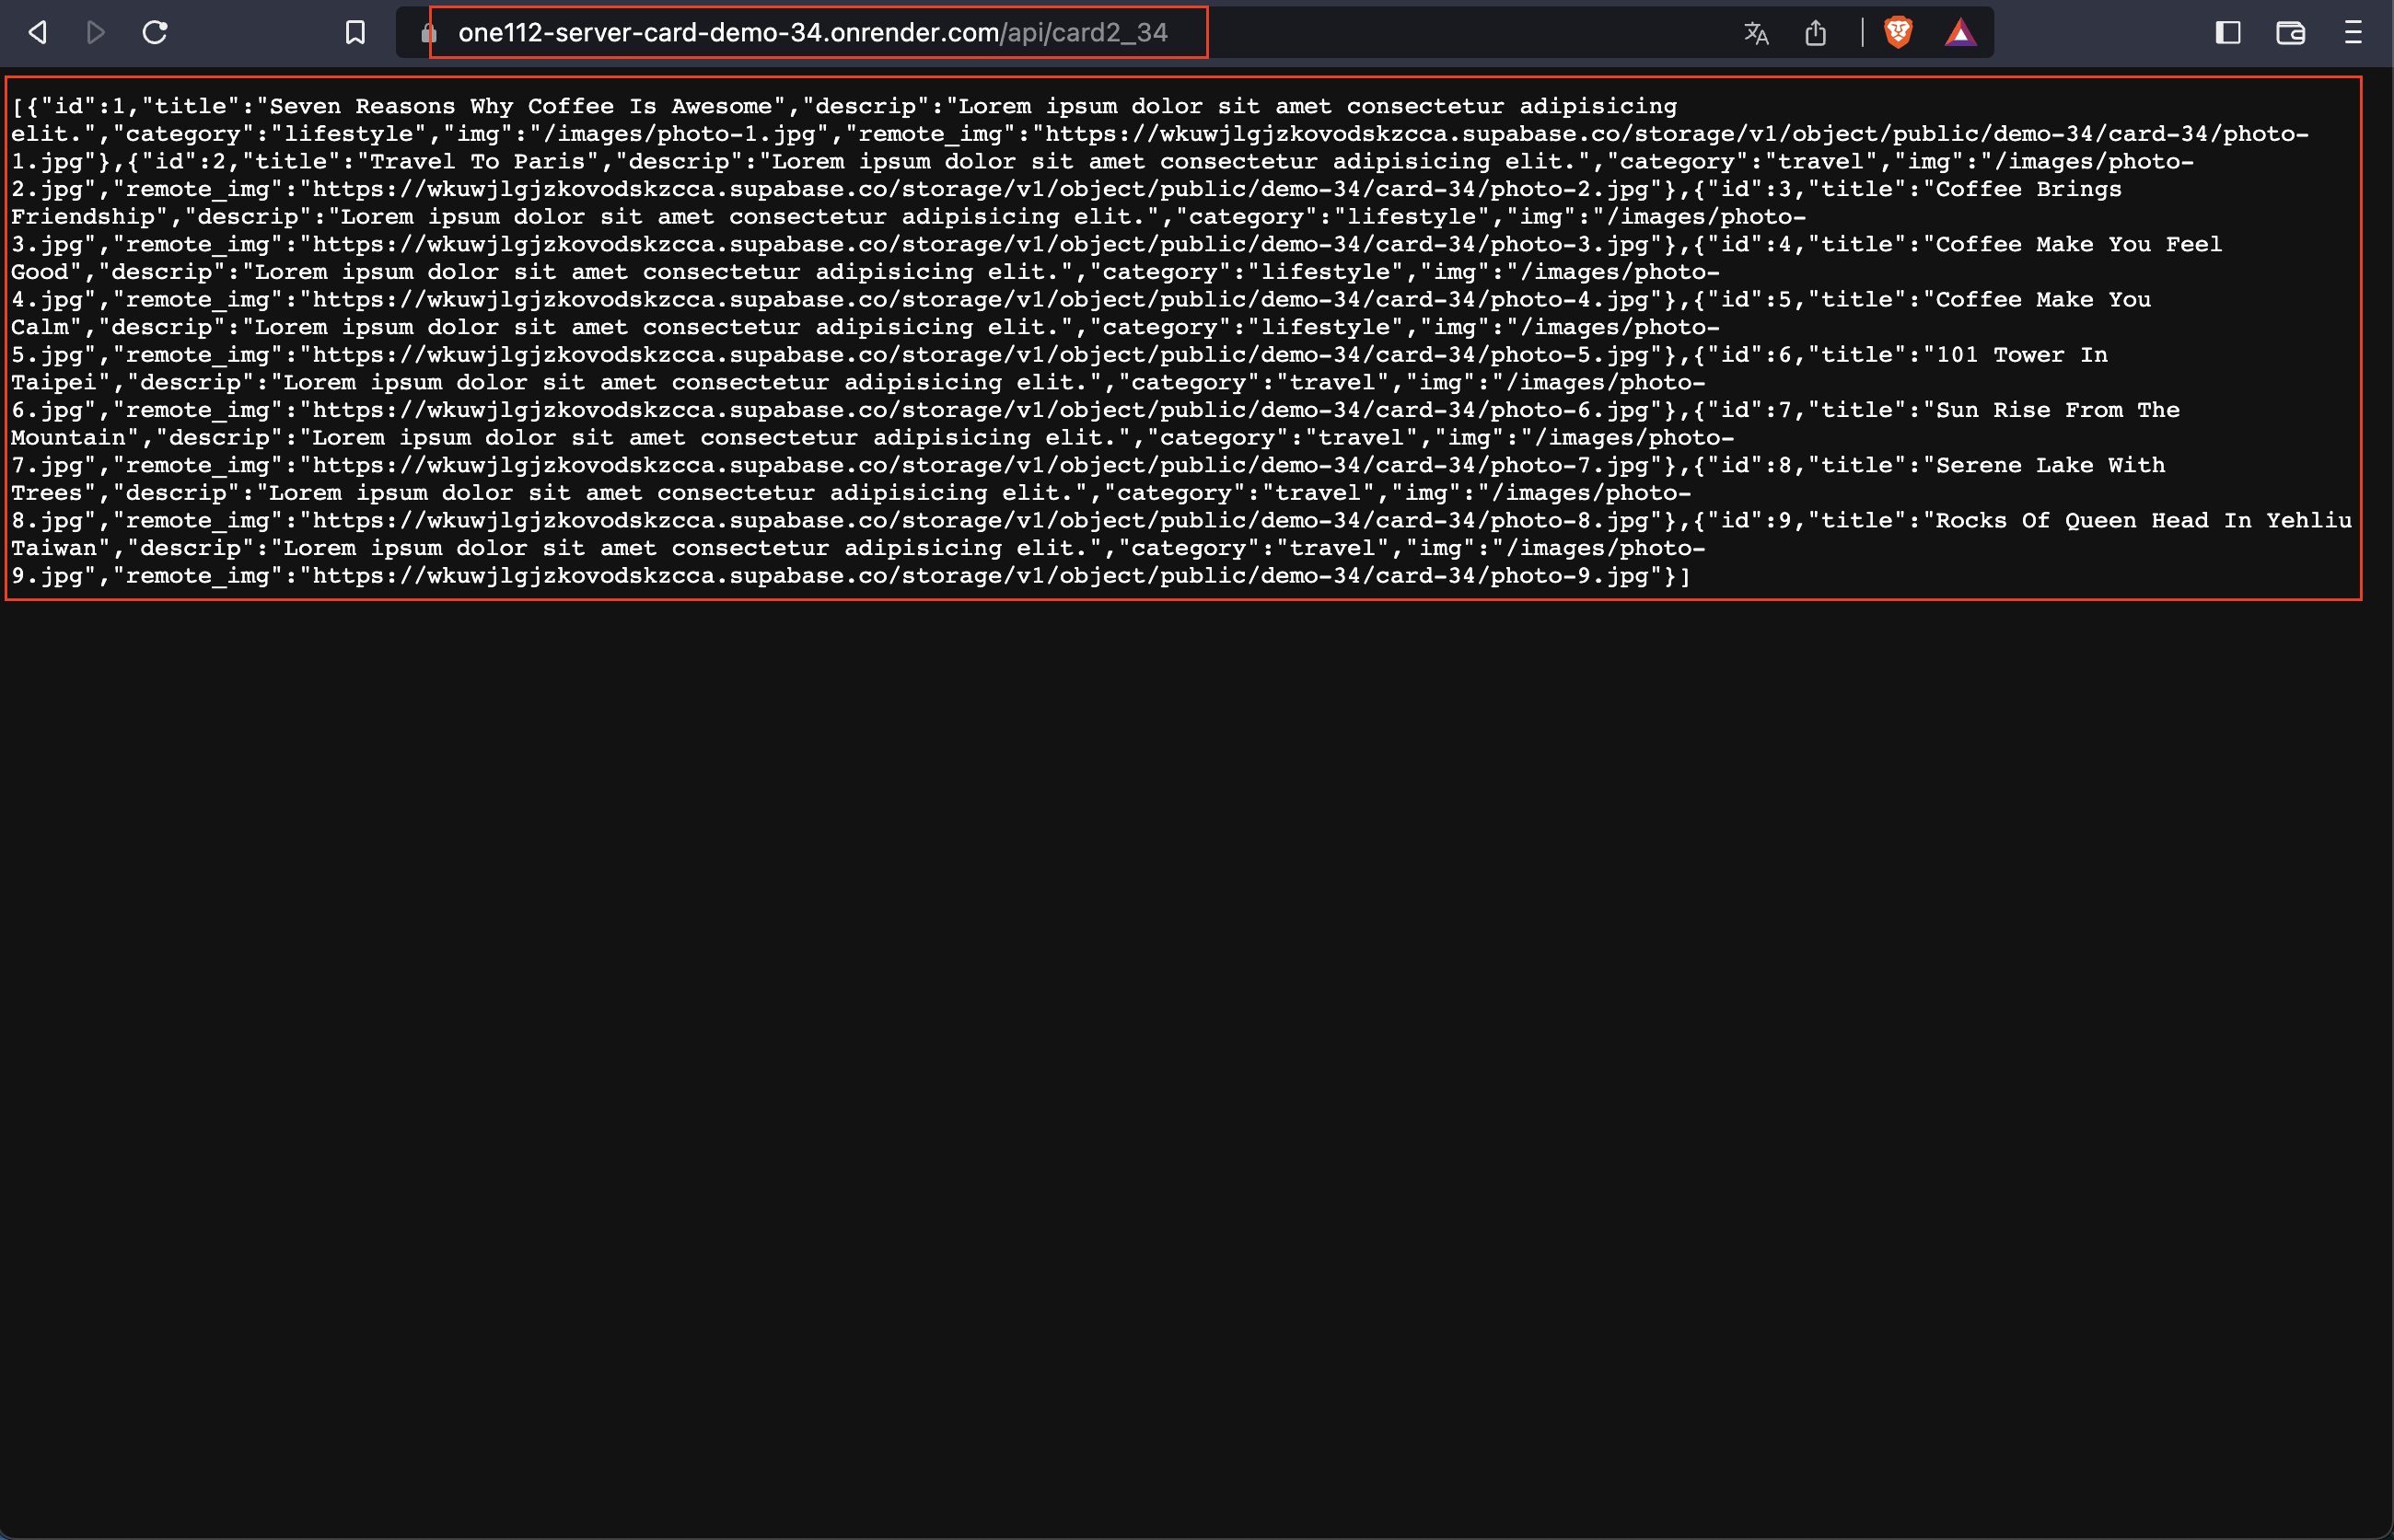 one112-server-card-demo-34.onrender.com/api/card2_34
[{"id":1,"title":"Seven Reasons Why Coffee Is Awesome","descrip":"Lorem ipsum dolor sit amet consectetur adipisicing
elit.","category":"lifestyle","img":"/images/photo-1.jpg","remote_img":"https://wkuwjlgjzkovodskzcca.supabase.co/storage/v1/object/public/demo-34/card-34/photo-
1.jpg"},{"id":2,"title":"Travel To Paris","descrip":"Lorem ipsum dolor sit amet consectetur adipisicing elit.","category":"travel","img":"/images/photo-
2.jpg","remote_img":"https://wkuwjlgjzkovodskzcca.supabase.co/storage/v1/object/public/demo-34/card-34/photo-2.jpg"},{"id":3,"title":"Coffee Brings
Friendship","descrip":"Lorem ipsum dolor sit amet consectetur adipisicing elit.","category":"lifestyle","img":"/images/photo-
3.jpg","remote_img":"https://wkuwjlgjzkovodskzcca.supabase.co/storage/v1/object/public/demo-34/card-34/photo-3.jpg"},{"id":4,"title":"Coffee Make You Feel
Good","descrip":"Lorem ipsum dolor sit amet consectetur adipisicing elit.","category":"lifestyle","img":"/images/photo-
4.jpg","remote_img":"https://wkuwjlgjzkovodskzcca.supabase.co/storage/v1/object/public/demo-34/card-34/photo-4.jpg"},{"id":5,"title":"Coffee Make You
Calm","descrip":"Lorem ipsum dolor sit amet consectetur adipisicing elit.","category":"lifestyle","img":"/images/photo-
5.jpg","remote_img":"https://wkuwjlgjzkovodskzcca.supabase.co/storage/v1/object/public/demo-34/card-34/photo-5.jpg"},{"id":6,"title":"101 Tower In
Taipei","descrip":"Lorem ipsum dolor sit amet consectetur adipisicing elit.","category":"travel","img":"/images/photo-
6.jpg","remote_img":"https://wkuwjlgjzkovodskzcca.supabase.co/storage/v1/object/public/demo-34/card-34/photo-6.jpg"},{"id":7,"title":"Sun Rise From The
Mountain","descrip":"Lorem ipsum dolor sit amet consectetur adipisicing elit.","category":"travel","img":"/images/photo-
7.jpg","remote_img":"https://wkuwjlgjzkovodskzcca.supabase.co/storage/v1/object/public/demo-34/card-34/photo-7.jpg"},{"id":8,"title":"Serene Lake With
Trees","descrip":"Lorem ipsum dolor sit amet consectetur adipisicing elit.","category":"travel","img":"/images/photo-
8.jpg","remote_img":"https://wkuwjlgjzkovodskzcca.supabase.co/storage/v1/object/public/demo-34/card-34/photo-8.jpg"},{"id":9,"title":"Rocks Of Queen Head In Yehliu
Taiwan","descrip":"Lorem ipsum dolor sit amet consectetur adipisicing elit.","category":"travel","img":"/images/photo-
9.jpg","remote_img":"https://wkuwjlgjzkovodskzcca.supabase.co/storage/v1/object/public/demo-34/card-34/photo-9.jpg"}]